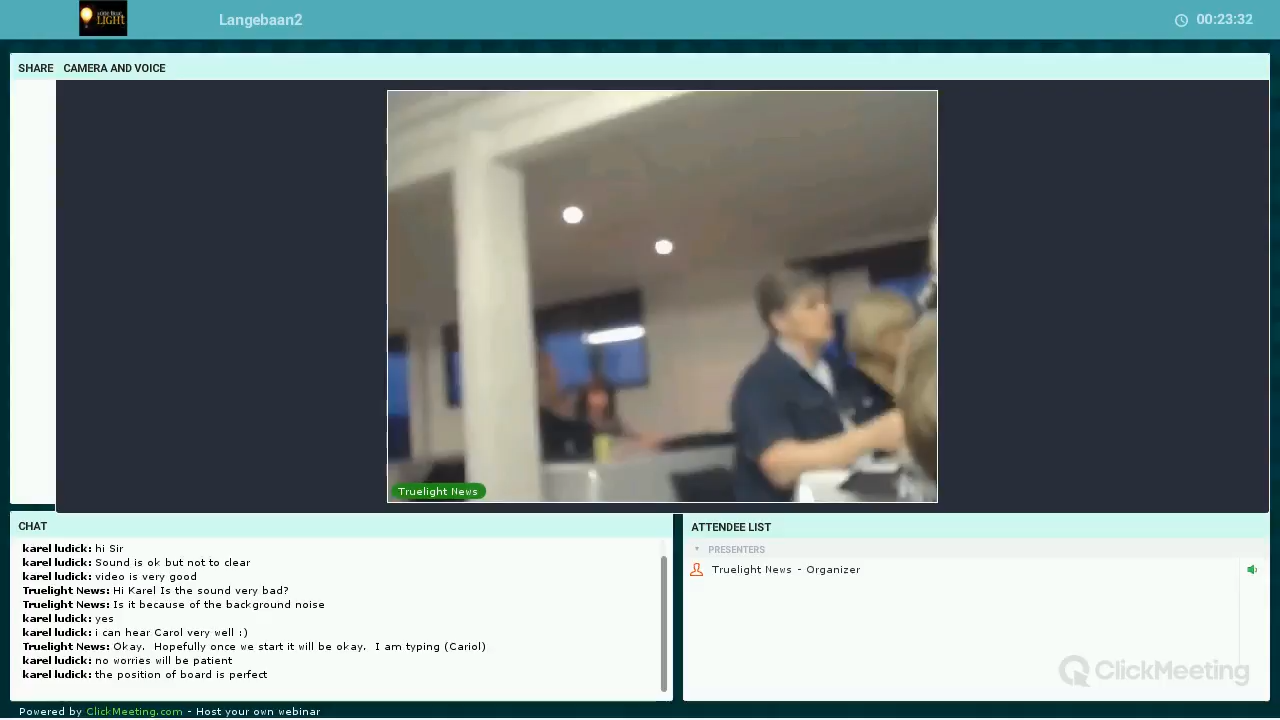 LIGHT
Langebaan2
00:23:32
SHARE CAMERA AND VOICE
Truelight News
CHAT
karel ludick: hi Sir
karel ludick: Sound is ok but not to clear
karel ludick: video is very good
Truelight News: Hi Karel Is the sound very bad?
Truelight News: Is it because of the background noise
karel ludick: yes
karel ludick: i can hear Carol very well :)
Truelight News: Okay. Hopefully once we start it will be okay. I am typing (Cariol)
karel ludick: no worries will be patient
karel ludick: the position of board is perfect
ATTENDEE LIST
PRESENTERS
Truelight News - Organizer
ClickMeeting
Powered by ClickMeeting.com - Host your own webinar